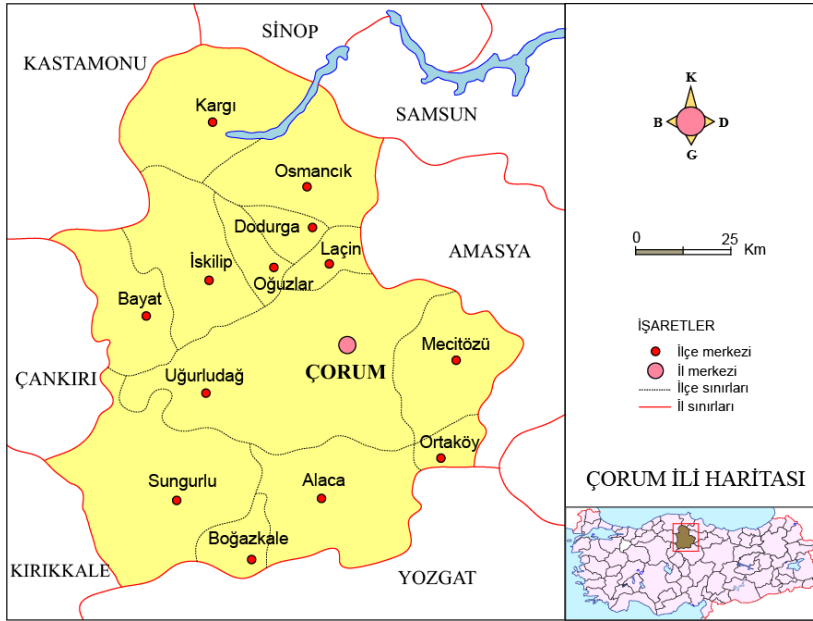 SİNOP
KASTAMONU
SAMSUN
Kargı
Osmancık
Dodurga
Laçin
AMASYA
İskilip
Oğuzlar
Bayat
Mecitözü
ÇANKIRI
Uğurludağ
ÇORUM
Ortaköy
Sungurlu
Alaca
Boğazkale
KIRIKKALE
YOZGAT
K
B D
G
0 25
Km
İŞARETLER
İlçe merkezi
İl merkezi
İlçe sınırları
İl sınırları
ÇORUM İLİ HARİTASI